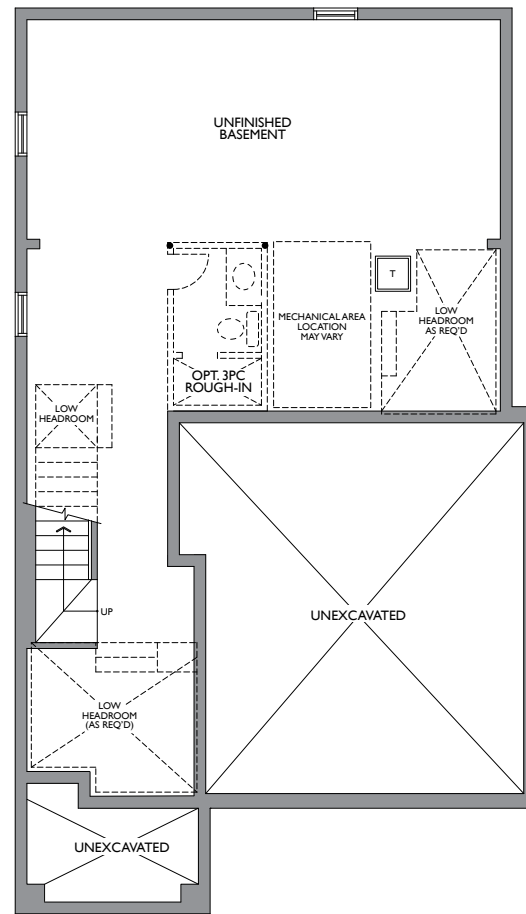 UNFINISHED
BASEMENT
T
MECHANICAL AREA
LOCATION
MAY VARY
LOW
HEADROOM
AS REQ'D
OPT. 3PC
ROUGH-IN
LOW
HEADROOM
UP
UNEXCAVATED
LOW
HEADROOM
(AS REQ'D)
UNEXCAVATED